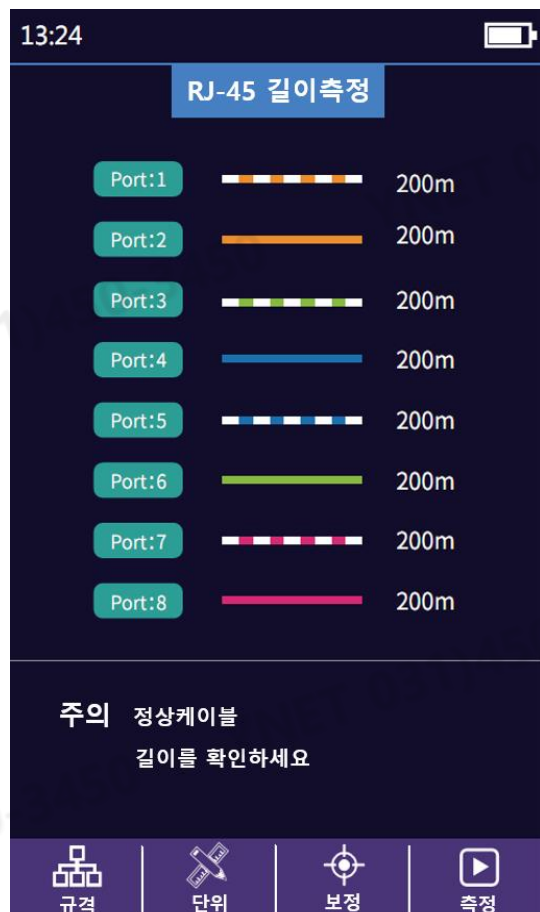 13:24
RJ-45 길이측정
Port:1 200m
Port:2 200m
Port:3 200m
Port:4 200m
Port:5 200m
Port:6 200m
Port:7 200m
Port:8 200m
주의 정상케이블
길이를 확인하세요
규격 단위 보정 측정